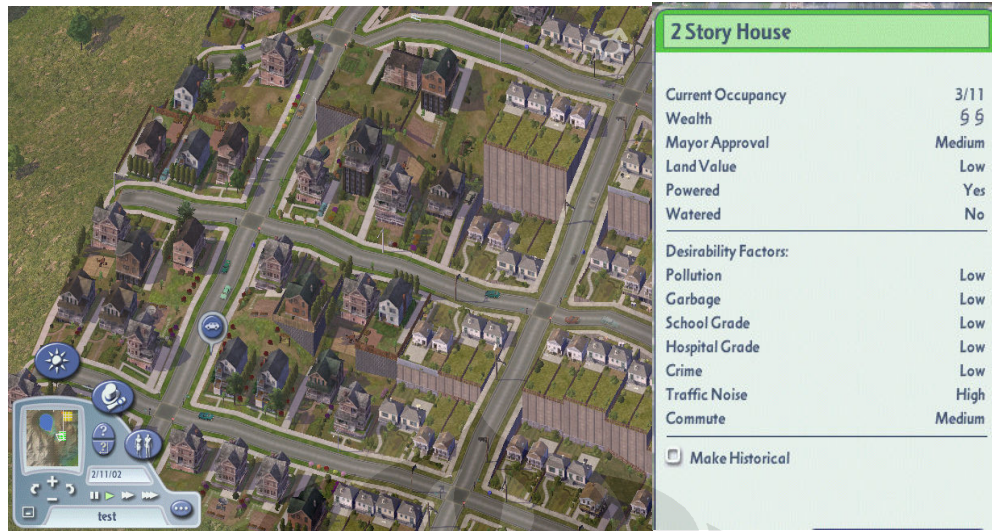 2 Story House
Current Occupancy 3/11
Wealth §§
Mayor Approval Medium
Land Value Low
Powered Yes
Watered No
Desirability Factors:
Pollution Low
Garbage Low
School Grade Low
Hospital Grade Low
Crime Low
Traffic Noise High
Commute Medium
Make Historical
?
?
2/11/02
test